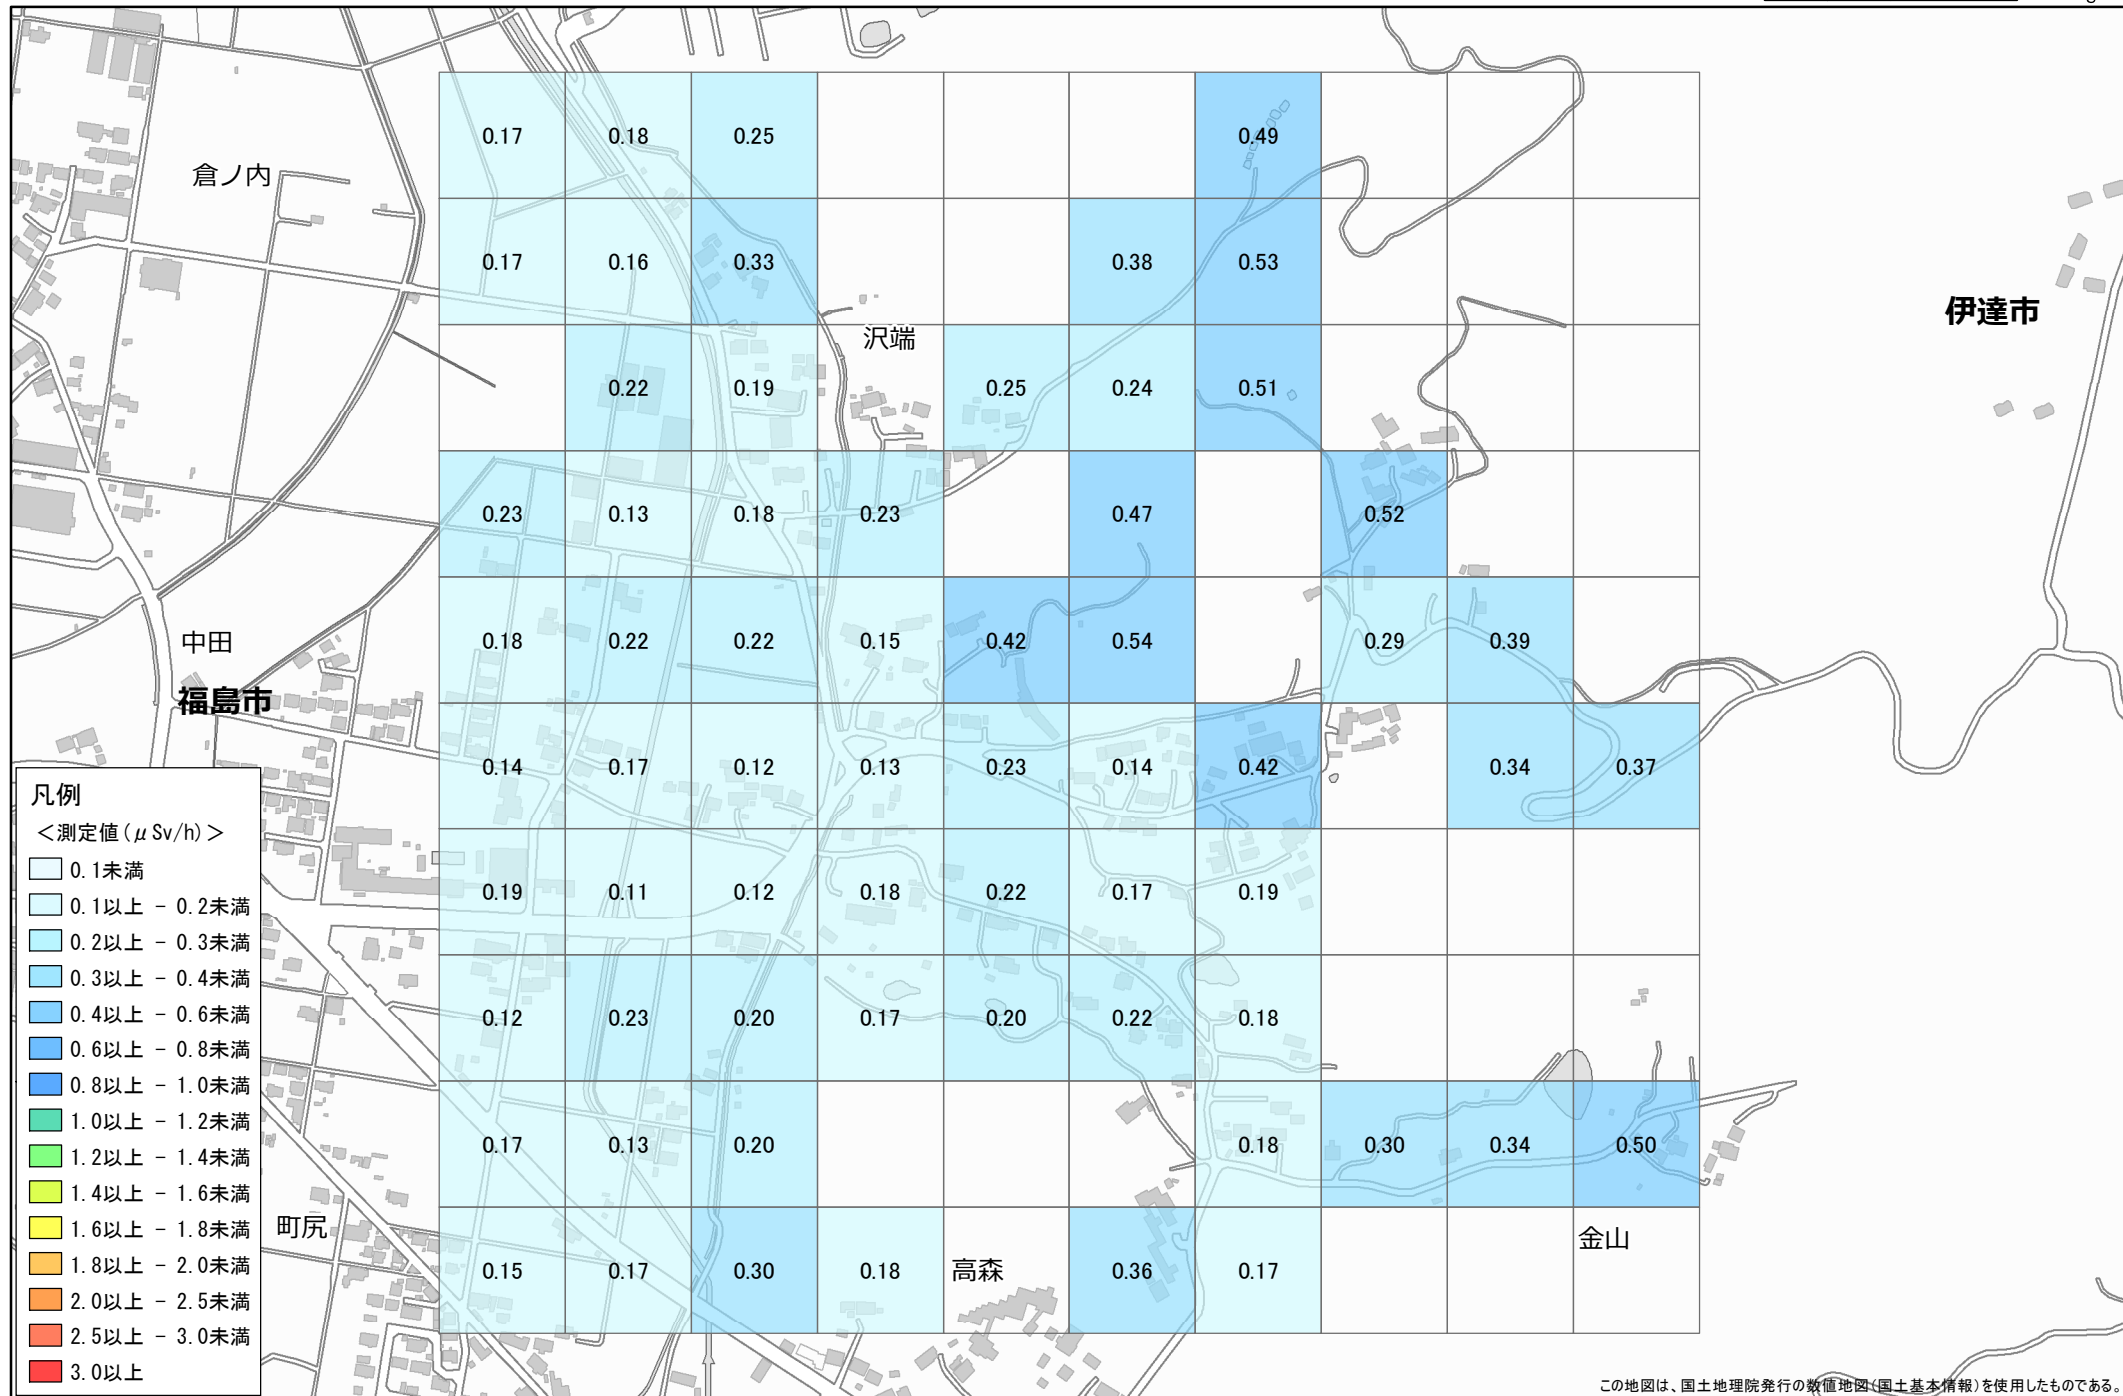 0.17 0.18 0.25 0.49
倉ノ内
0.17 0.16 0.33 0.38 0.53
伊達市
沢端
0.22 0.19 0.25 0.24 0.51
0.23 0.13 0.18 0.23 0.47 0.52
中田
0.18 0.22 0.22 0.15 0.42 0.54 0.29 0.39
福島市
0.14 0.17 0.12 0.13 0.23 0.14 0.42 0.34 0.37
0.19 0.11 0.12 0.18 0.22 0.17 0.19
0.12 0.23 0.20 0.17 0.20 0.22 0.18
0.17 0.13 0.20 0.18 0.30 0.34 0.50
町尻
金山
0.15 0.17 0.30 0.18 高森 0.36 0.17
凡例
＜測定値(μSv/h)＞
0.1未満
0.1以上 － 0.2未満
0.2以上 － 0.3未満
0.3以上 － 0.4未満
0.4以上 － 0.6未満
0.6以上 － 0.8未満
0.8以上 － 1.0未満
1.0以上 － 1.2未満
1.2以上 － 1.4未満
1.4以上 － 1.6未満
1.6以上 － 1.8未満
1.8以上 － 2.0未満
2.0以上 － 2.5未満
2.5以上 － 3.0未満
3.0以上
この地図は、国土地理院発行の数値地図(国土基本情報)を使用したものである。